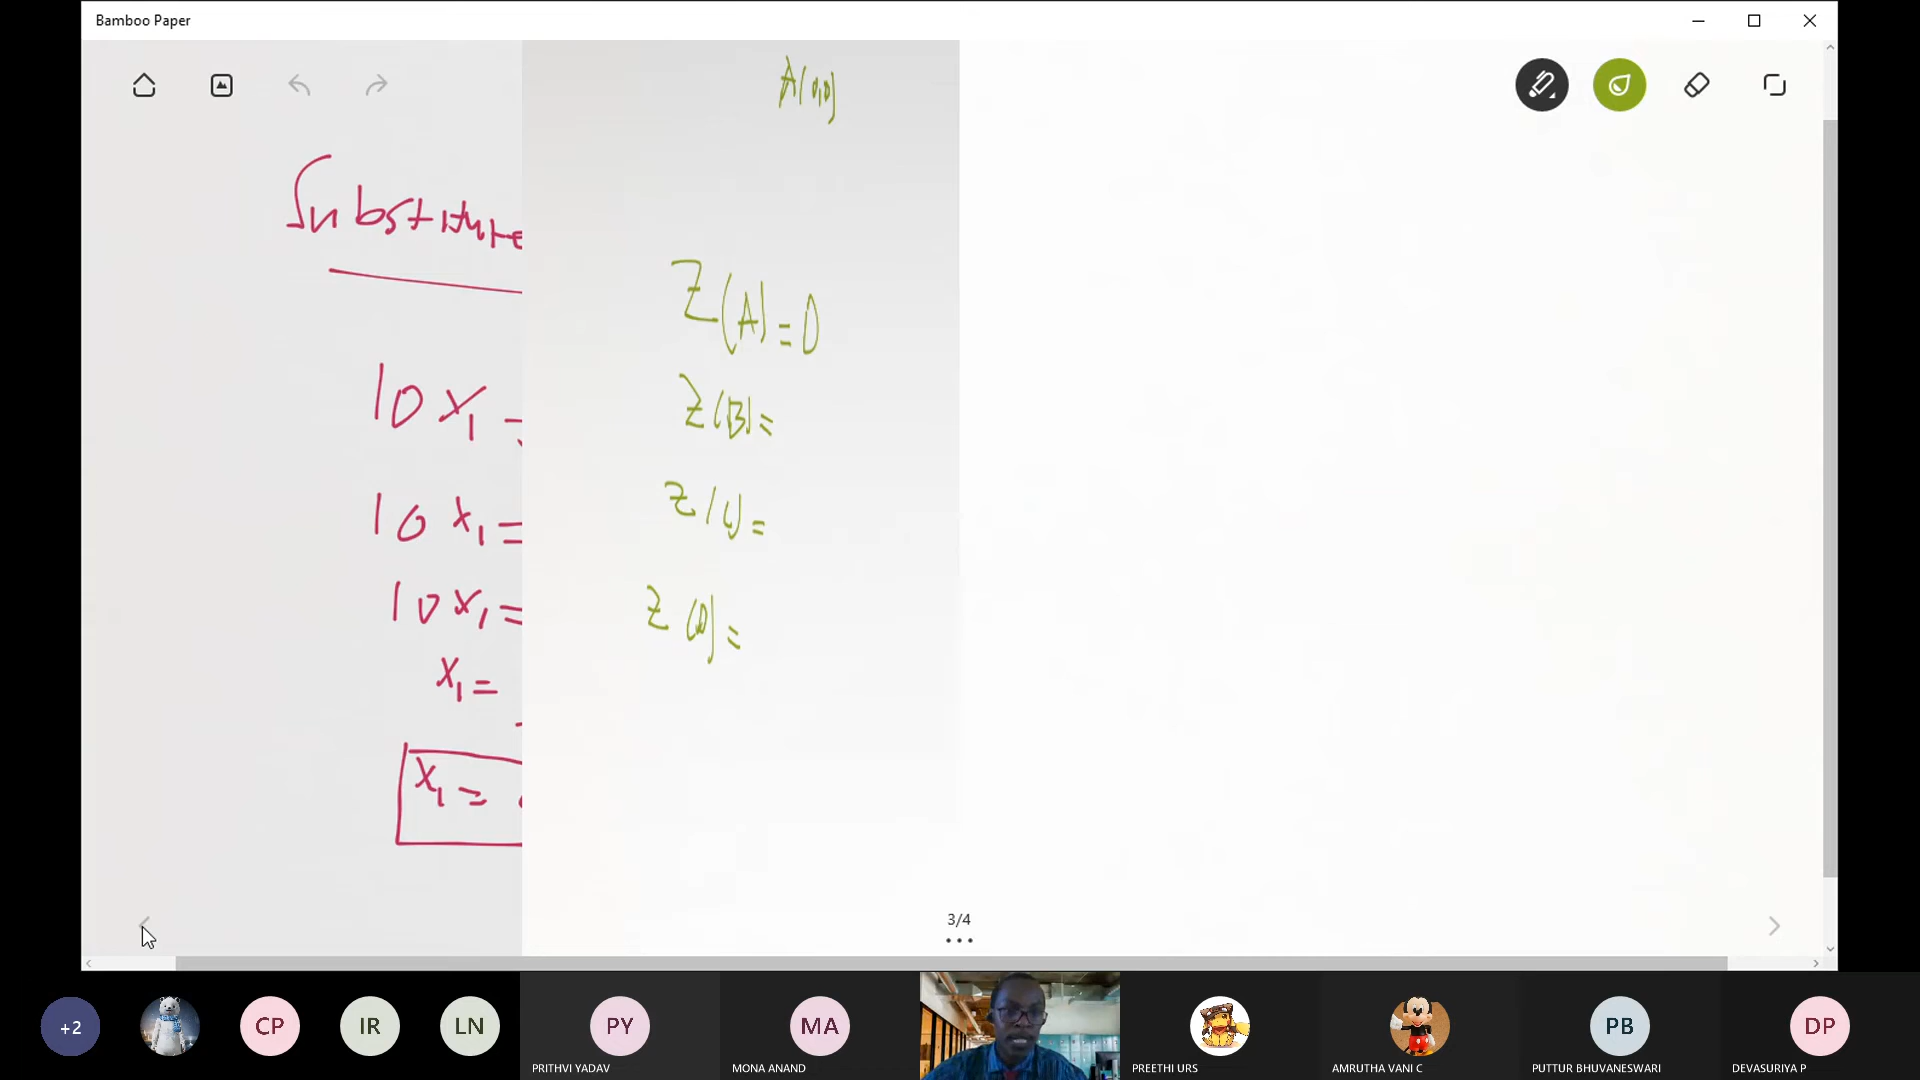 Bamboo Paper
A(0,0)
Substitute
10x₁ =
10x₁ =
10x₁ =
x₁ =
x₁ =
Z(A) = 0
Z(B) =
Z(C) =
Z(D) =
3/4
+2
CP
IR
LN
PY
MA
PB
DP
PRITHVI YADAV
MONA ANAND
PREETHI URS
AMRUTHA VANI C
PUTTUR BHUVANESWARI
DEVASURIYA P